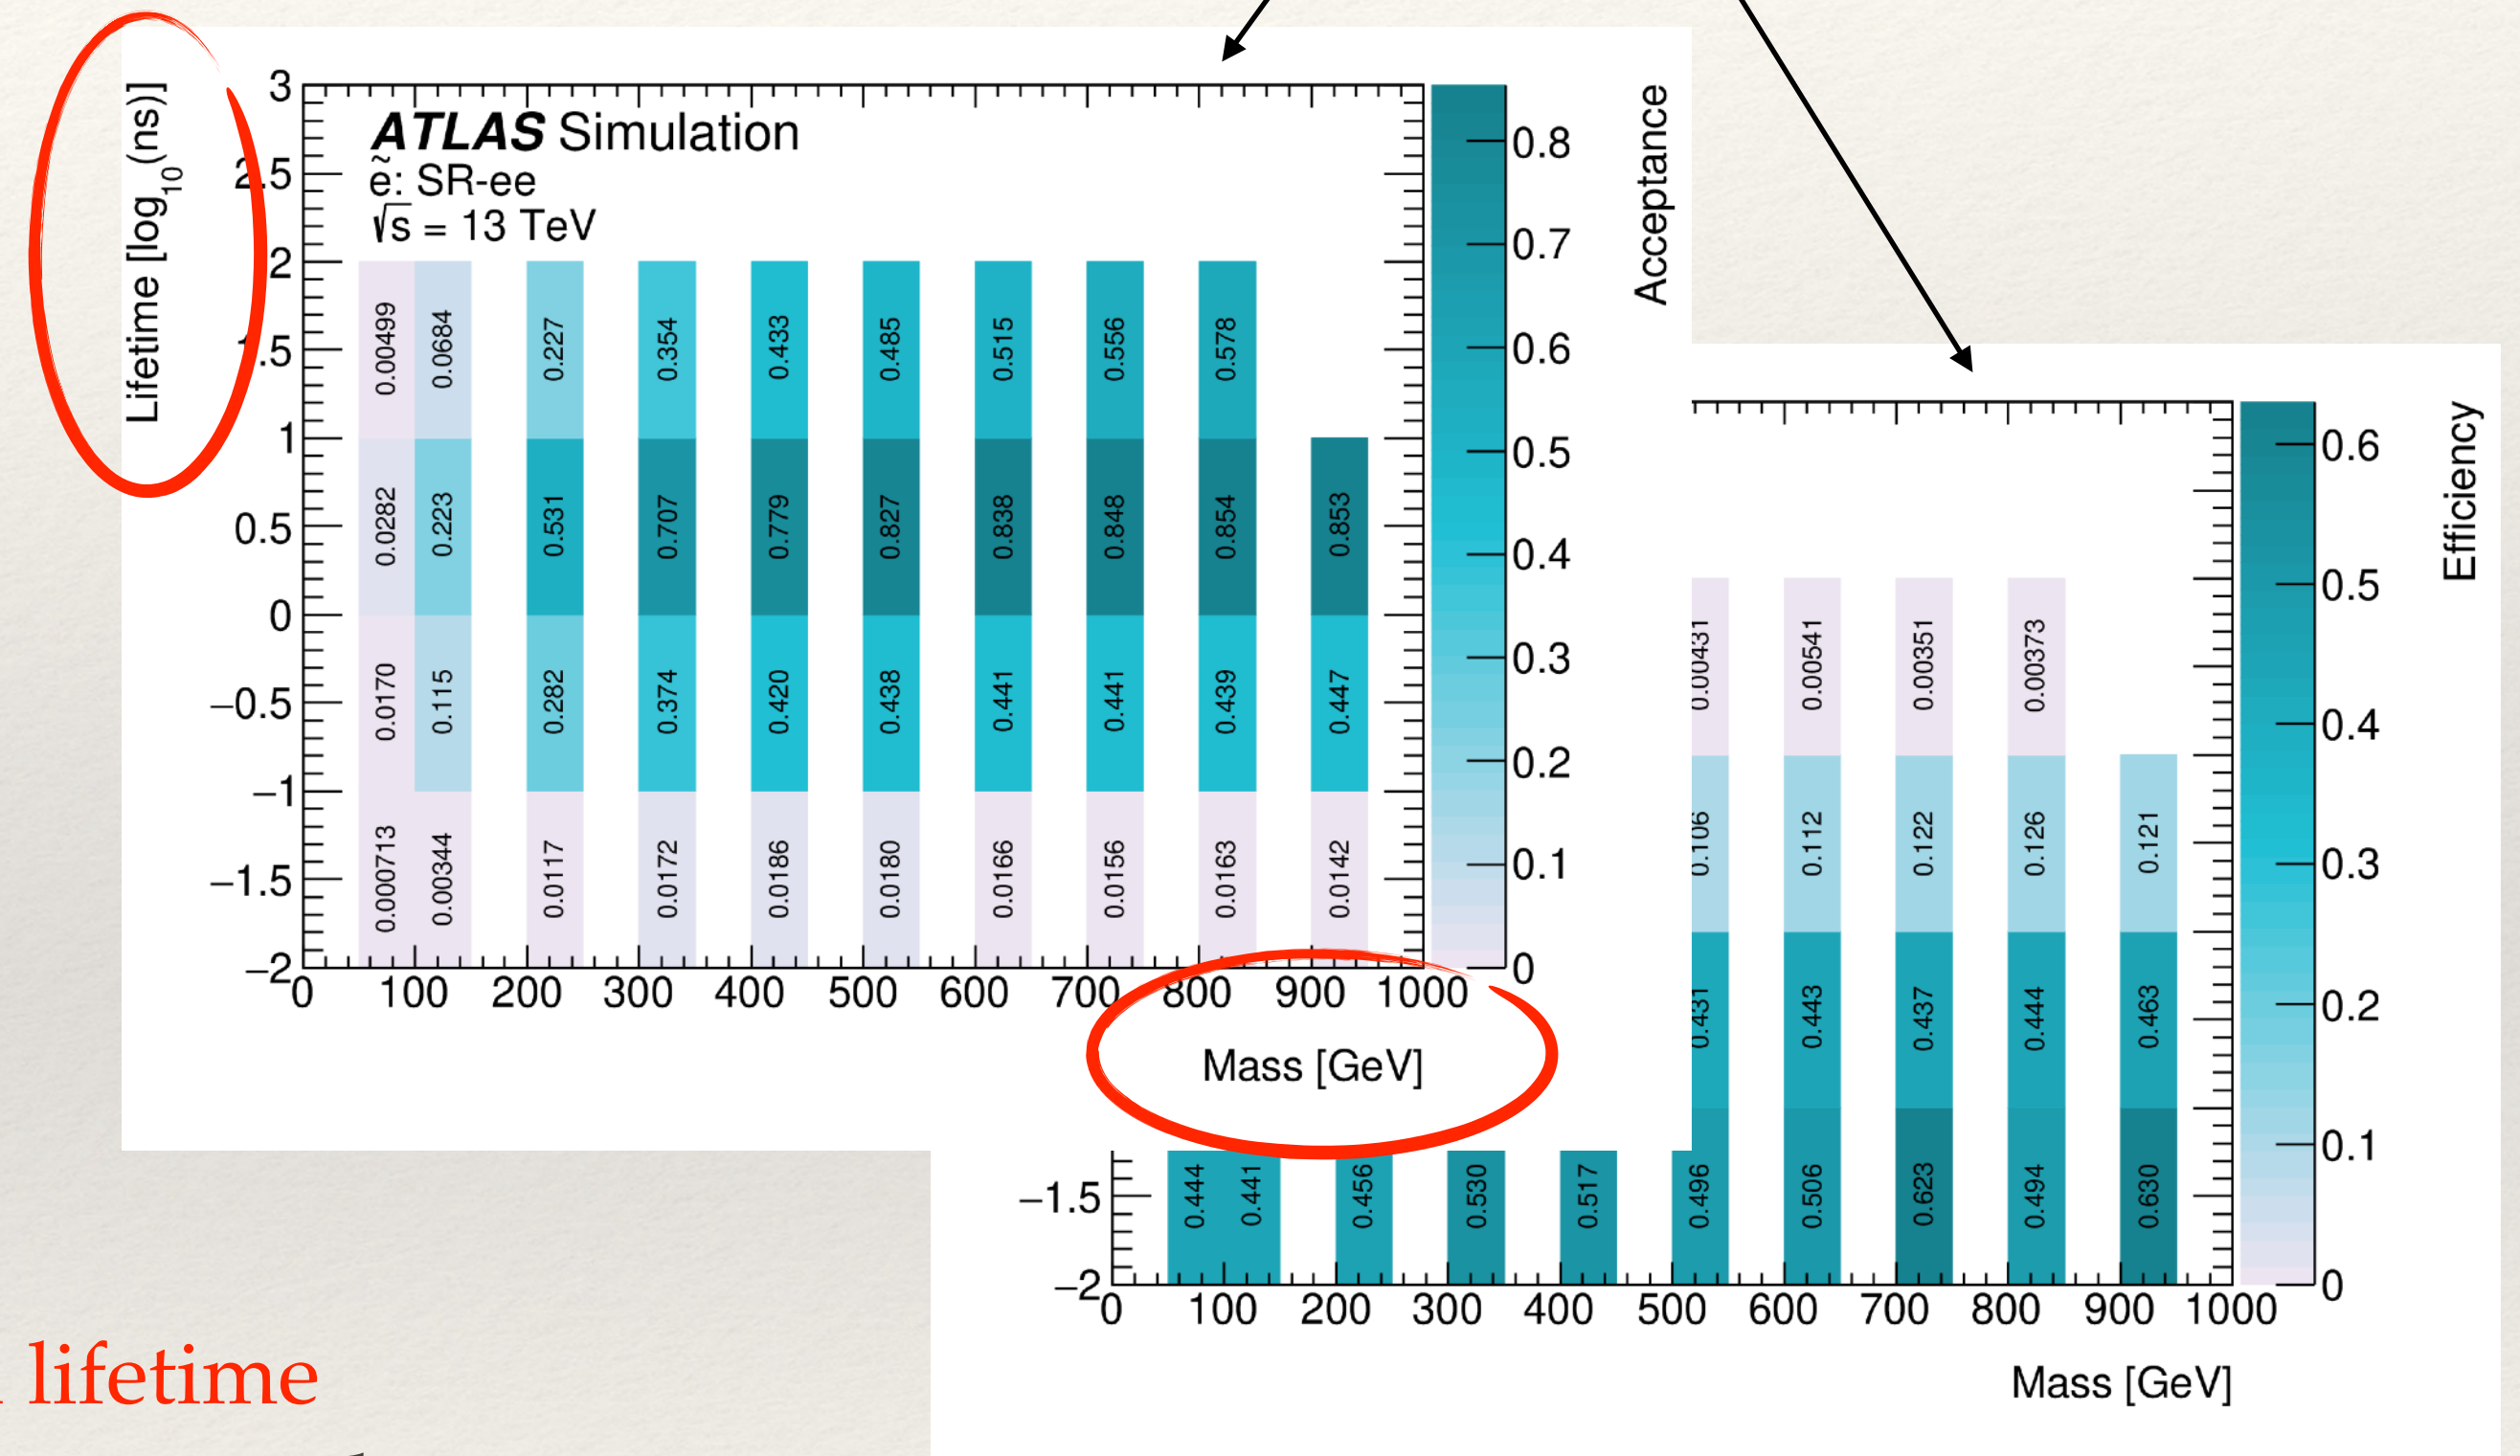 Lifetime [log10(ns)]
ATLAS Simulation
ẽ: SR-ee
√s = 13 TeV
3
2.5
2
1.5
1
0.5
0
−0.5
−1
−1.5
−2
0.00499 0.0684 0.227 0.354 0.433 0.485 0.515 0.556 0.578
0.0282 0.223 0.531 0.707 0.779 0.827 0.838 0.848 0.854 0.853
0.0170 0.115 0.282 0.374 0.420 0.438 0.441 0.441 0.439 0.447
0.000713 0.00344 0.0117 0.0172 0.0186 0.0180 0.0166 0.0156 0.0163 0.0142
0 100 200 300 400 500 600 700 800 900 1000
Mass [GeV]
0.8
0.7
0.6
0.5
0.4
0.3
0.2
0.1
0
Acceptance
0.00431 0.00541 0.00351 0.00373
0.106 0.112 0.122 0.126 0.121
0.431 0.443 0.437 0.444 0.463
0.444 0.441 0.456 0.530 0.517 0.496 0.506 0.623 0.494 0.630
−1.5
−2
0 100 200 300 400 500 600 700 800 900 1000
Mass [GeV]
0.6
0.5
0.4
0.3
0.2
0.1
0
Efficiency
lifetime